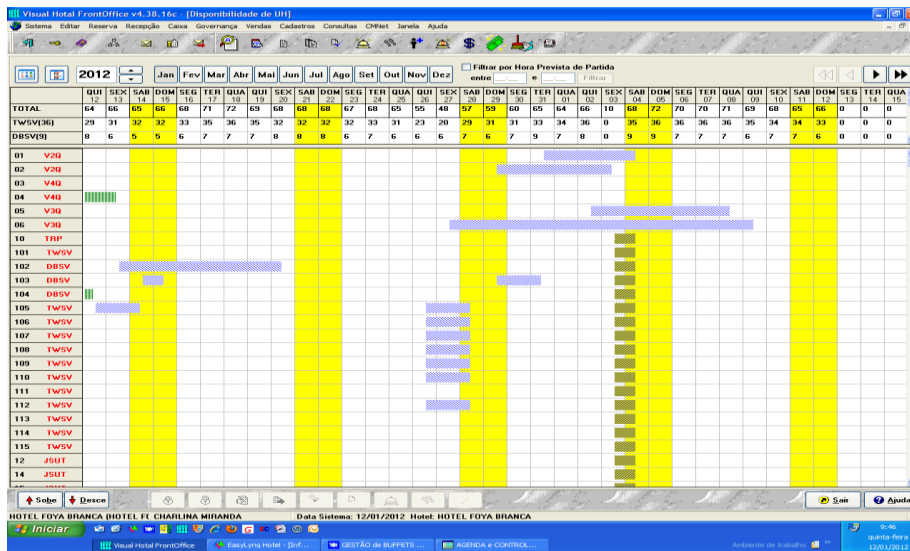 Visual Hotal FrontOffice v4.38.16c - [Disponibilidade de UH]
Sistema Editar Reserva Recepção Caixa Governança Vendas Cadastros Consultas CMNet Janela Ajuda
2012 Jan Fev Mar Abr Mai Jun Jul Ago Set Out Nov Dez
Filtrar por Hora Prevista de Partida
entre __:__ e __:__ Filtrar
QUI SEX SAB DOM SEG TER QUA QUI SEX SAB DOM SEG TER QUA QUI SEX SAB DOM SEG TER QUA QUI SEX SAB DOM SEG TER QUA QUI SEX SAB DOM SEG TER QUA
12 13 14 15 16 17 18 19 20 21 22 23 24 25 26 27 28 29 30 31 01 02 03 04 05 06 07 08 09 10 11 12 13 14 15
TOTAL 64 66 65 66 68 71 72 69 68 68 68 67 68 65 55 48 57 59 60 65 64 66 10 68 72 70 70 71 69 68 65 66 0 0 0
TWSV(36) 29 31 32 32 33 35 36 35 32 32 32 34 33 31 23 20 29 31 31 33 34 36 0 35 36 36 36 36 35 34 34 33 0 0 0
DBSV(9) 8 6 5 5 6 7 7 7 8 8 8 6 7 6 6 6 7 6 7 9 7 8 0 9 9 7 7 7 6 7 7 6 0 0 0
01 V2Q
02 V2Q
03 V4Q
04 V4Q
05 V3Q
06 V3Q
10 TRP
101 TWSV
102 DBSV
103 DBSV
104 DBSV
105 TWSV
106 TWSV
107 TWSV
108 TWSV
109 TWSV
110 TWSV
111 TWSV
112 TWSV
113 TWSV
114 TWSV
115 TWSV
12 JSUT
14 JSUT
Sobe Desce Sair Ajuda
HOTEL FOYA BRANCA (HOTEL F( CHARLINA MIRANDA Data Sistema: 12/01/2012 Hotel: HOTEL FOYA BRANCA
Iniciar 9:46
quinta-feira
Visual Hotal FrontOffice EasyLynq Hotel - [Inf... GESTÃO de BUFFETS ... AGENDA e CONTROL... Ambiente de trabalho 12/01/2012